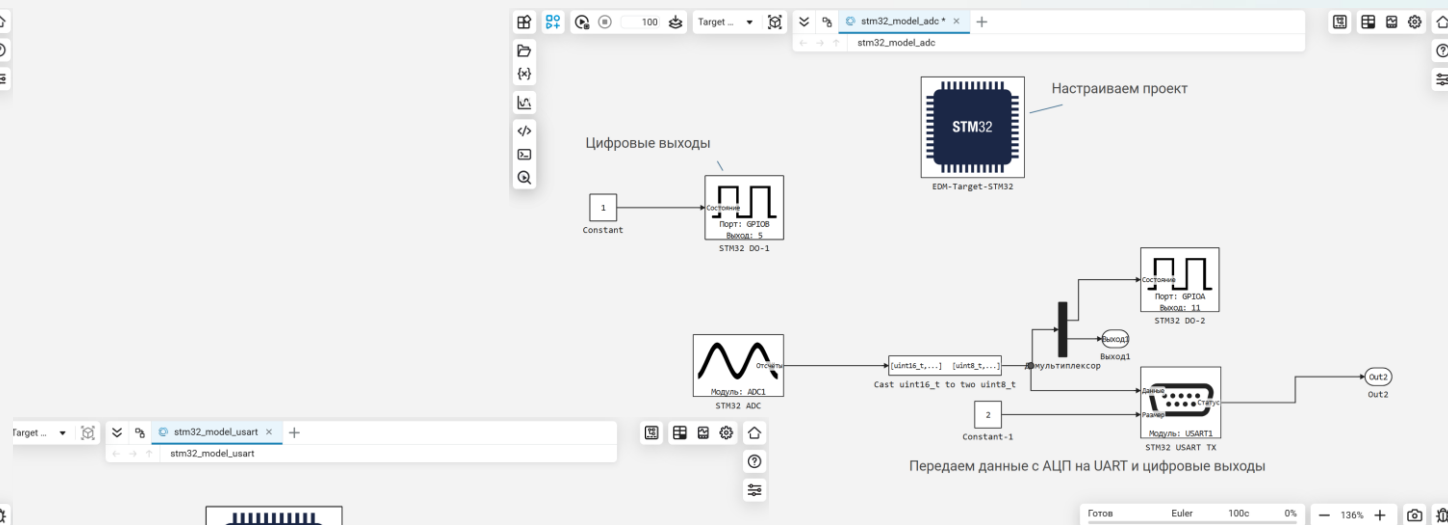 100
Target ...
stm32_model_adc *
stm32_model_adc
Настраиваем проект
STM32
EDM-Target-STM32
Цифровые выходы
1
Constant
Состояние
Порт: GPIOB
Выход: 5
STM32 DO-1
Состояние
Порт: GPIOA
Выход: 11
STM32 DO-2
Выход1
Выход1
Демультиплексор
Отсчёты
Модуль: ADC1
STM32 ADC
[uint16_t,...] [uint8_t,...]
Cast uint16_t to two uint8_t
2
Constant-1
Данные
Размер
Статус
Модуль: USART1
STM32 USART TX
Out2
Out2
Передаем данные с АЦП на UART и цифровые выходы
Target ...
stm32_model_usart
stm32_model_usart
Готов Euler 100с 0% 136%